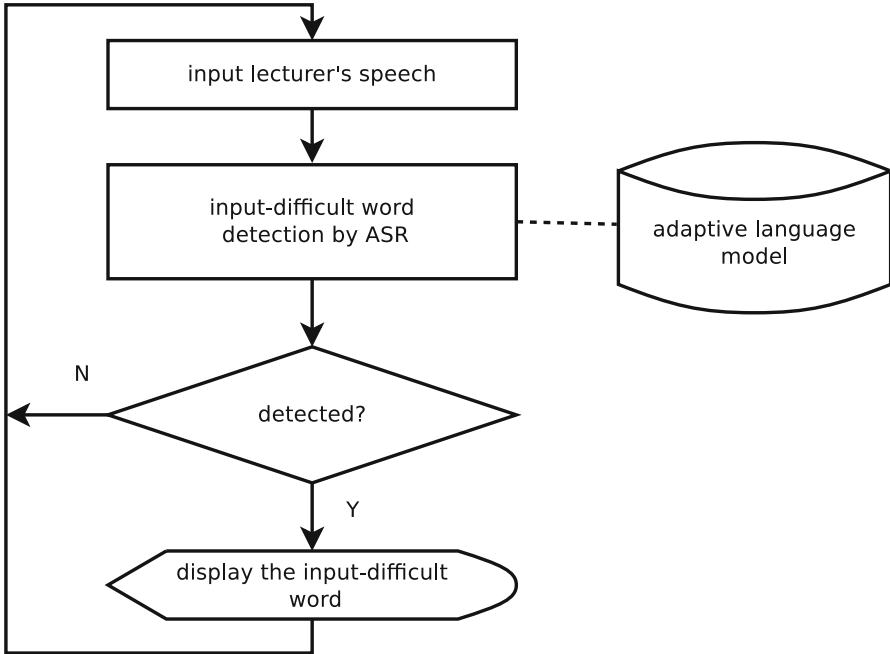 input lecturer's speech
input-difficult word
detection by ASR
adaptive language
model
N
detected?
Y
display the input-difficult
word